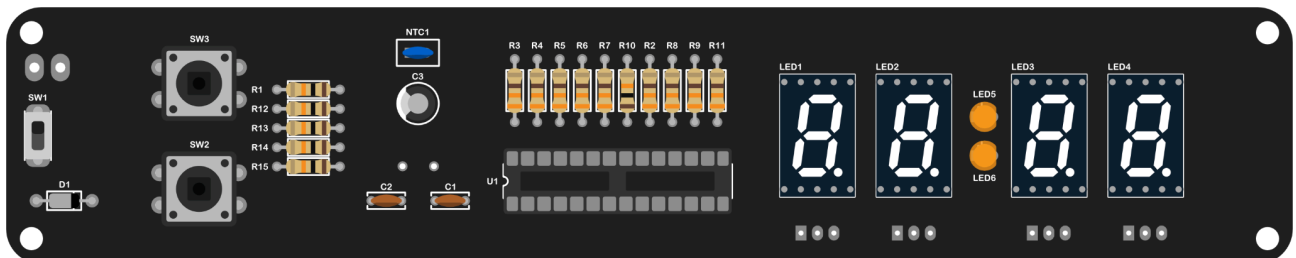 SW3
NTC1
R3 R4 R5 R6 R7 R10 R2 R8 R9 R11
LED1 LED2 LED3 LED4
C3
R1
SW1
LED5
R12
R13
SW2
R14
R15
LED6
U1
D1
C2 C1